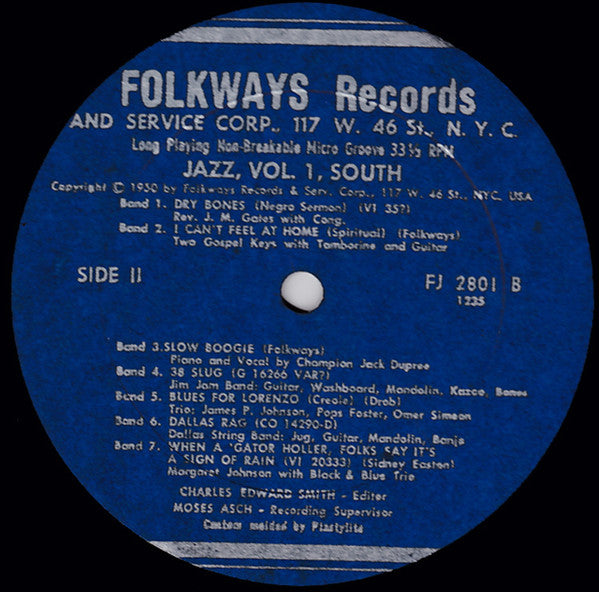 FOLKWAYS Records
AND SERVICE CORP., 117 W. 46 St., N. Y. C.
Long Playing Non-Breakable Micro Groove 33⅓ RPM
JAZZ, VOL. 1, SOUTH
Copyright © 1950 by Folkways Records & Serv. Corp., 117 W. 46 St., NYC, USA
Band 1. DRY BONES (Negro Sermon) (VI 35?)
Rev. J. M. Gates with Cong.
Band 2. I CAN'T FEEL AT HOME (Spiritual) (Folkways)
Two Gospel Keys with Tamborine and Guitar
SIDE II
FJ 2801 B
1235
Band 3. SLOW BOOGIE (Folkways)
Piano and Vocal by Champion Jack Dupree
Band 4. 38 SLUG (G 16266 VAR?)
Jim Jam Band: Guitar, Washboard, Mandolin, Kazoo, Bones
Band 5. BLUES FOR LORENZO (Creole) (Drob)
Trio: James P. Johnson, Pops Foster, Omer Simeon
Band 6. DALLAS RAG (CO 14290-D)
Dallas String Band: Jug, Guitar, Mandolin, Banjo
Band 7. WHEN A 'GATOR HOLLER, FOLKS SAY IT'S
A SIGN OF RAIN (VI 20333) (Sidney Easton)
Margaret Johnson with Black & Blue Trio
CHARLES EDWARD SMITH - Editor
MOSES ASCH - Recording Supervisor
Custom molded by Plastylite